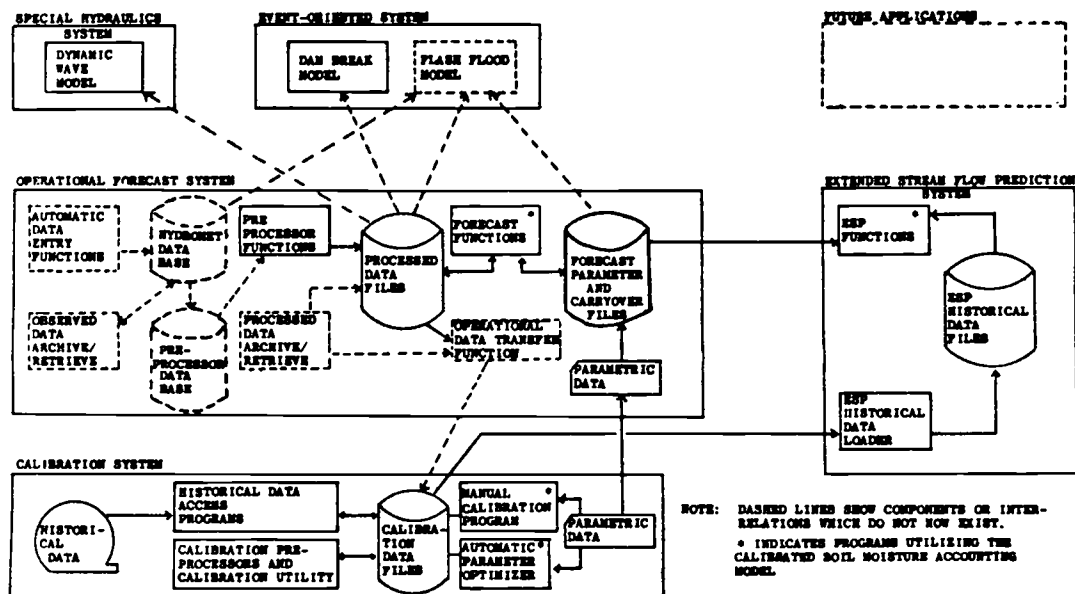 SPECIAL HYDRAULICS
SYSTEM
DYNAMIC
WAVE
MODEL
EVENT-ORIENTED SYSTEM
DAM BREAK
MODEL
FLASH FLOOD
MODEL
FUTURE APPLICATIONS
OPERATIONAL FORECAST SYSTEM
AUTOMATIC
DATA
ENTRY
FUNCTIONS
HYDRONET
DATA
BASE
PRE
PROCESSOR
FUNCTIONS
PROCESSED
DATA
FILES
FORECAST *
FUNCTIONS
FORECAST
PARAMETER
AND
CARRYOVER
FILES
OBSERVED
DATA
ARCHIVE/
RETRIEVE
PRE-
PROCESSOR
DATA
BASE
PROCESSED
DATA
ARCHIVE/
RETRIEVE
OPERATIONAL
DATA TRANSFER
FUNCTION
PARAMETRIC
DATA
EXTENDED STREAM FLOW PREDICTION
SYSTEM
ESP *
FUNCTIONS
ESP
HISTORICAL
DATA
FILES
ESP
HISTORICAL
DATA
LOADER
CALIBRATION SYSTEM
HISTORI-
CAL
DATA
HISTORICAL DATA
ACCESS
PROGRAMS
CALIBRATION PRE-
PROCESSORS AND
CALIBRATION UTILITY
CALIBRA-
TION
DATA
FILES
MANUAL *
CALIBRATION
PROGRAM
AUTOMATIC*
PARAMETER
OPTIMIZER
PARAMETRIC
DATA
NOTE: DASHED LINES SHOW COMPONENTS OR INTER-
RELATIONS WHICH DO NOT NOW EXIST.
* INDICATES PROGRAMS UTILIZING THE
CALIBRATED SOIL MOISTURE ACCOUNTING
MODEL